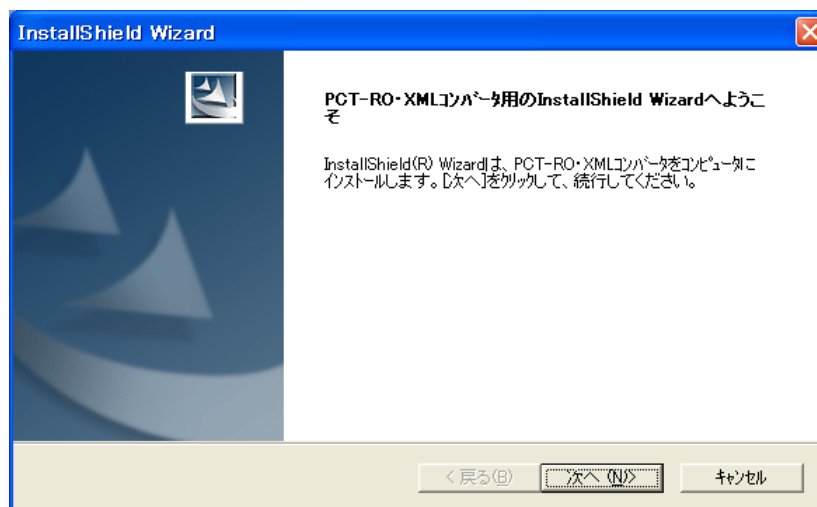 InstallShield Wizard
PCT-RO・XMLｺﾝﾊﾞｰﾀ用のInstallShield Wizardへようこ
そ
InstallShield(R) Wizardは、PCT-RO・XMLｺﾝﾊﾞｰﾀをｺﾝﾋﾟｭｰﾀに
ｲﾝｽﾄｰﾙします。[次へ]をｸﾘｯｸして、続行してください。
< 戻る(B)
次へ (N)>
ｷｬﾝｾﾙ